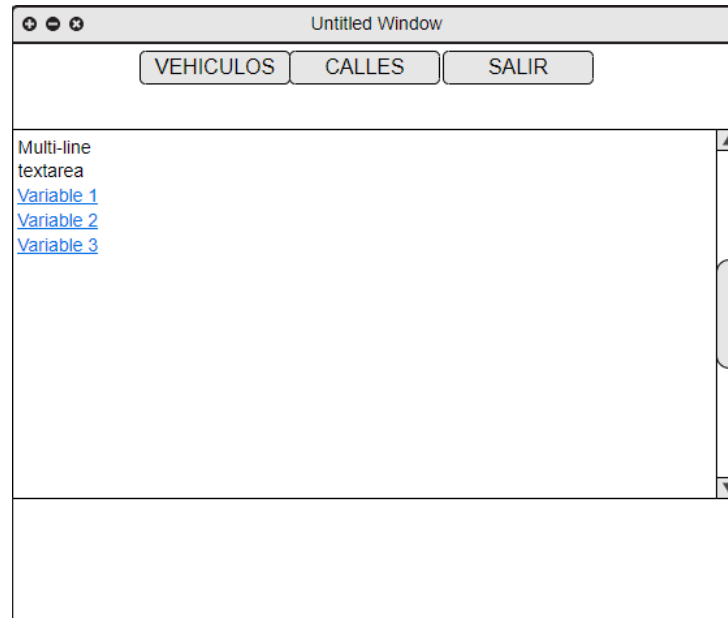 Untitled Window
VEHICULOS CALLES SALIR
Multi-line
textarea
Variable 1
Variable 2
Variable 3